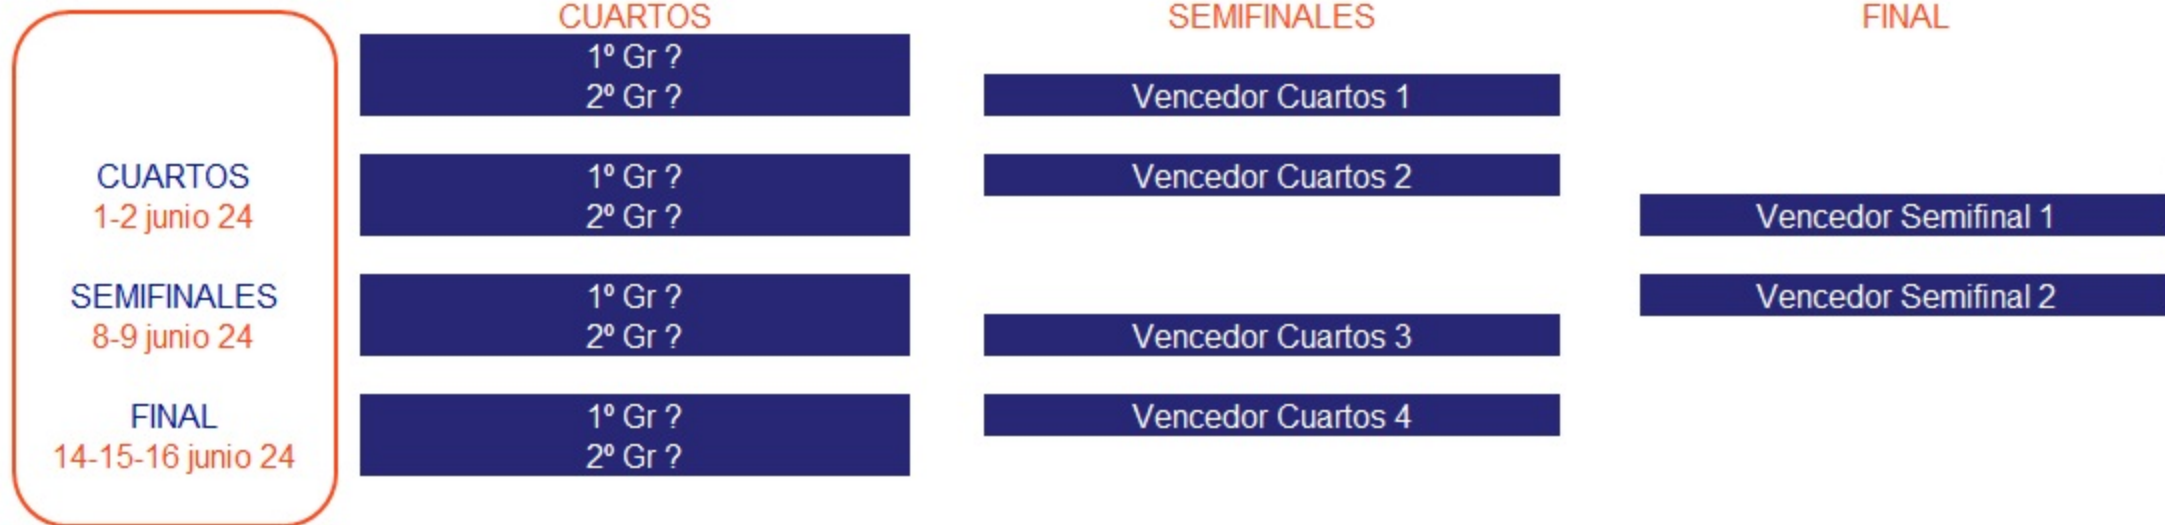 CUARTOS
1-2 junio 24
SEMIFINALES
8-9 junio 24
FINAL
14-15-16 junio 24
CUARTOS
1º Gr ?
2º Gr ?
1º Gr ?
2º Gr ?
1º Gr ?
2º Gr ?
1º Gr ?
2º Gr ?
SEMIFINALES
Vencedor Cuartos 1
Vencedor Cuartos 2
Vencedor Cuartos 3
Vencedor Cuartos 4
FINAL
Vencedor Semifinal 1
Vencedor Semifinal 2